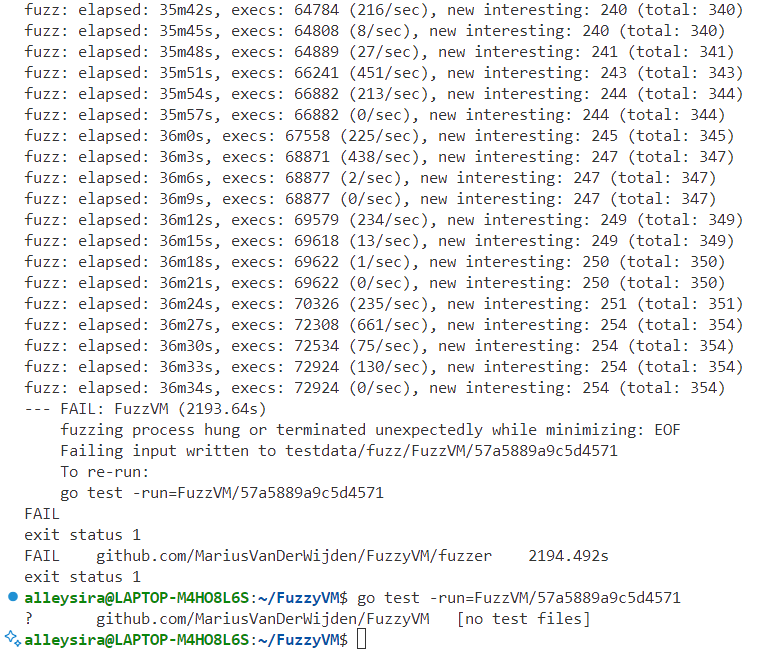 fuzz: elapsed: 35m42s, execs: 64784 (216/sec), new interesting: 240 (total: 340)
fuzz: elapsed: 35m45s, execs: 64808 (8/sec), new interesting: 240 (total: 340)
fuzz: elapsed: 35m48s, execs: 64889 (27/sec), new interesting: 241 (total: 341)
fuzz: elapsed: 35m51s, execs: 66241 (451/sec), new interesting: 243 (total: 343)
fuzz: elapsed: 35m54s, execs: 66882 (213/sec), new interesting: 244 (total: 344)
fuzz: elapsed: 35m57s, execs: 66882 (0/sec), new interesting: 244 (total: 344)
fuzz: elapsed: 36m0s, execs: 67558 (225/sec), new interesting: 245 (total: 345)
fuzz: elapsed: 36m3s, execs: 68871 (438/sec), new interesting: 247 (total: 347)
fuzz: elapsed: 36m6s, execs: 68877 (2/sec), new interesting: 247 (total: 347)
fuzz: elapsed: 36m9s, execs: 68877 (0/sec), new interesting: 247 (total: 347)
fuzz: elapsed: 36m12s, execs: 69579 (234/sec), new interesting: 249 (total: 349)
fuzz: elapsed: 36m15s, execs: 69618 (13/sec), new interesting: 249 (total: 349)
fuzz: elapsed: 36m18s, execs: 69622 (1/sec), new interesting: 250 (total: 350)
fuzz: elapsed: 36m21s, execs: 69622 (0/sec), new interesting: 250 (total: 350)
fuzz: elapsed: 36m24s, execs: 70326 (235/sec), new interesting: 251 (total: 351)
fuzz: elapsed: 36m27s, execs: 72308 (661/sec), new interesting: 254 (total: 354)
fuzz: elapsed: 36m30s, execs: 72534 (75/sec), new interesting: 254 (total: 354)
fuzz: elapsed: 36m33s, execs: 72924 (130/sec), new interesting: 254 (total: 354)
fuzz: elapsed: 36m34s, execs: 72924 (0/sec), new interesting: 254 (total: 354)
--- FAIL: FuzzVM (2193.64s)
    fuzzing process hung or terminated unexpectedly while minimizing: EOF
    Failing input written to testdata/fuzz/FuzzVM/57a5889a9c5d4571
    To re-run:
    go test -run=FuzzVM/57a5889a9c5d4571
FAIL
exit status 1
FAIL    github.com/MariusVanDerWijden/FuzzyVM/fuzzer    2194.492s
exit status 1
alleysira@LAPTOP-M4HO8L6S:~/FuzzyVM$ go test -run=FuzzVM/57a5889a9c5d4571
?       github.com/MariusVanDerWijden/FuzzyVM   [no test files]
alleysira@LAPTOP-M4HO8L6S:~/FuzzyVM$